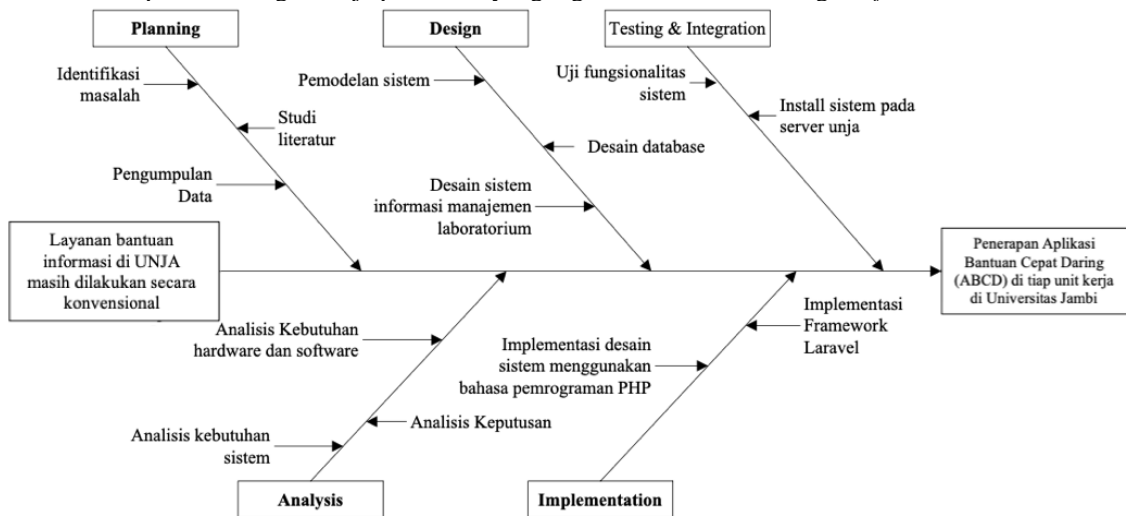 Planning
Design
Testing & Integration
Identifikasi
masalah
Studi
literatur
Pengumpulan
Data
Pemodelan sistem
Desain database
Desain sistem
informasi manajemen
laboratorium
Uji fungsionalitas
sistem
Install sistem pada
server unja
Layanan bantuan
informasi di UNJA
masih dilakukan secara
konvensional
Penerapan Aplikasi
Bantuan Cepat Daring
(ABCD) di tiap unit kerja
di Universitas Jambi
Analisis Kebutuhan
hardware dan software
Analisis Keputusan
Analisis kebutuhan
sistem
Implementasi
Framework
Laravel
Implementasi desain
sistem menggunakan
bahasa pemrograman PHP
Analysis
Implementation